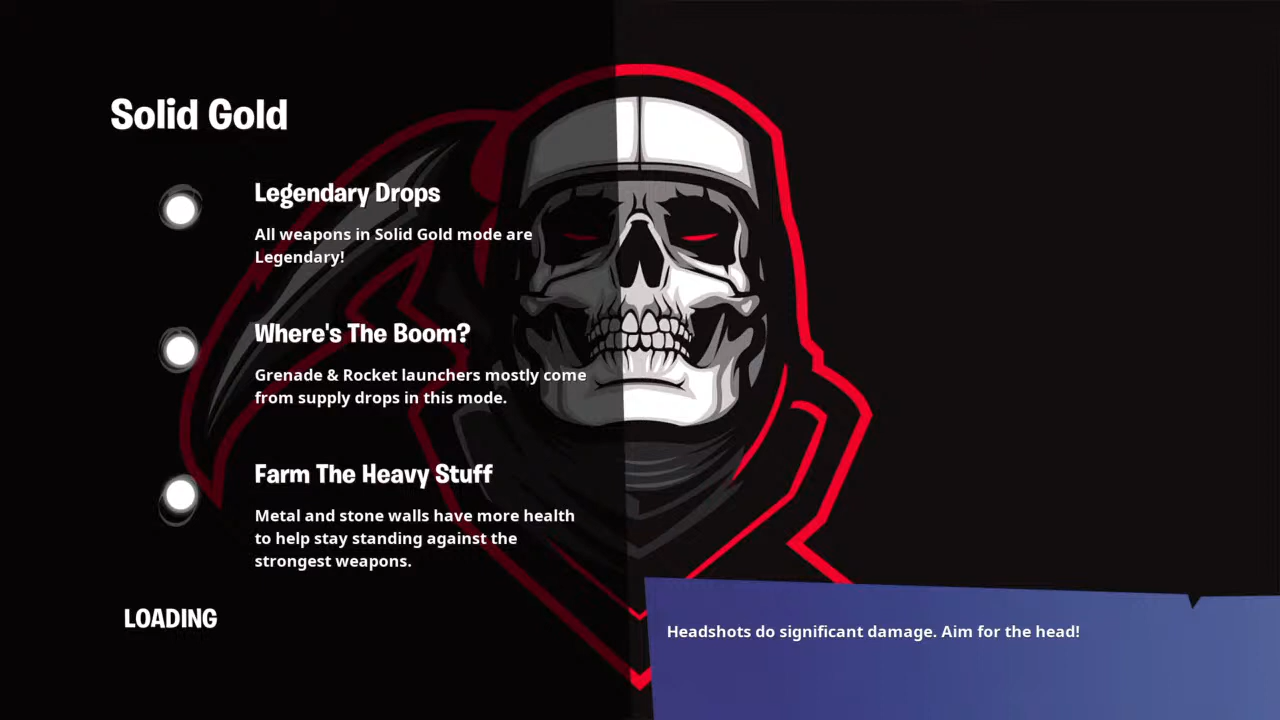 Solid Gold
Legendary Drops
All weapons in Solid Gold mode are
Legendary!
Where's The Boom?
Grenade & Rocket launchers mostly come
from supply drops in this mode.
Farm The Heavy Stuff
Metal and stone walls have more health
to help stay standing against the
strongest weapons.
LOADING
Headshots do significant damage. Aim for the head!